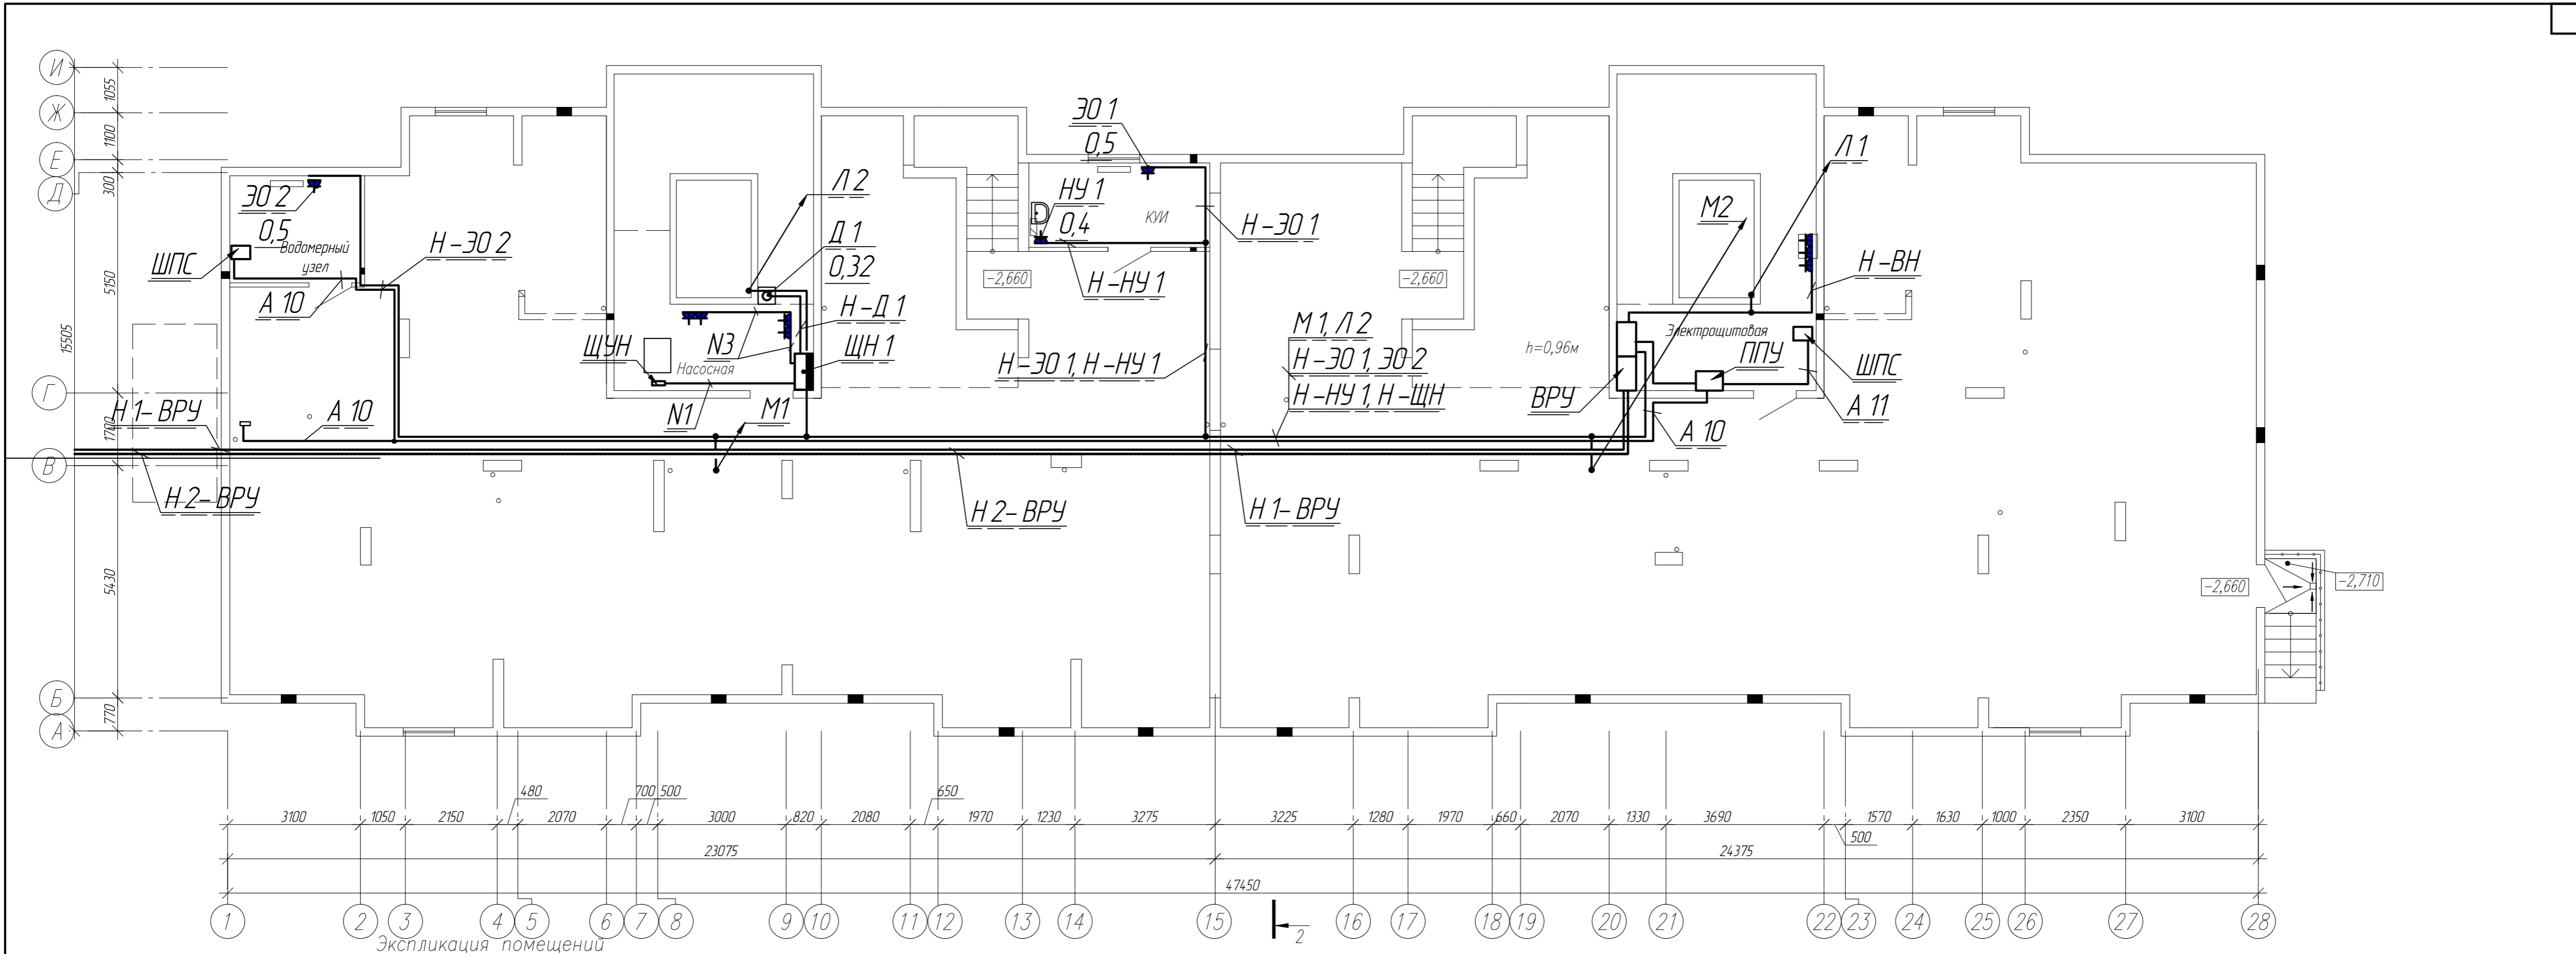 И
Ж
Е
Д
Г
В
Б
А
1055
1100
300
5150
1700
5430
770
15505
ЭО 2
0,5
Водомерный
узел
ШПС
А 10
Н -ЭО 2
Н 1- ВРУ
А 10
Н 2- ВРУ
Л 2
Д 1
0,32
Н -Д 1
ЩН 1
N3
ЩУН
Насосная
N1
М1
-2,660
ЭО 1
0,5
НУ 1
0,4
КУИ
Н -НУ 1
Н -ЭО 1
Н -ЭО 1, Н -НУ 1
М 1, Л 2
Н -ЭО 1, ЭО 2
Н -НУ 1, Н -ЩН
-2,660
Н 2- ВРУ
Н 1- ВРУ
h=0,96м
М2
Л 1
Н -ВН
Электрощитовая
ППУ
ШПС
ВРУ
А 11
А 10
-2,660
-2,710
480
700
500
650
3100
1050
2150
2070
3000
820
2080
1970
1230
3275
3225
1280
1970
660
2070
1330
3690
1570
1630
1000
2350
3100
500
23075
24375
47450
1
2
3
4
5
6
7
8
9
10
11
12
13
14
15
2
16
17
18
19
20
21
22
23
24
25
26
27
28
Экспликация помещений